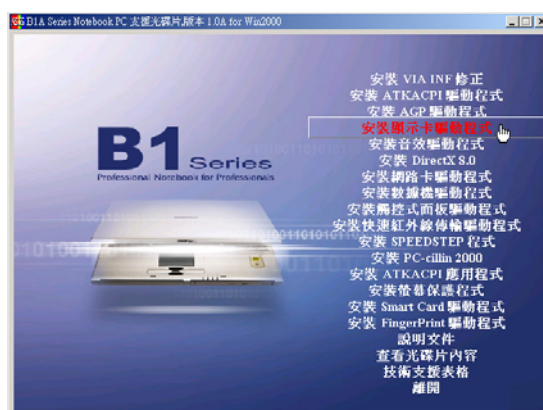 B1A Series Notebook PC 支援光碟片,版本 1.0A for Win2000
B1 Series
Professional Notebook for Professionals
安裝 VIA INF 修正
安裝 ATKACPI 驅動程式
安裝 AGP 驅動程式
安裝顯示卡驅動程式
安裝音效驅動程式
安裝 DirectX 8.0
安裝網路卡驅動程式
安裝數據機驅動程式
安裝觸控式面板驅動程式
安裝快速紅外線傳輸驅動程式
安裝 SPEEDSTEP 程式
安裝 PC-cillin 2000
安裝 ATKACPI 應用程式
安裝螢幕保護程式
安裝 Smart Card 驅動程式
安裝 FingerPrint 驅動程式
說明文件
查看光碟片內容
技術支援表格
離開